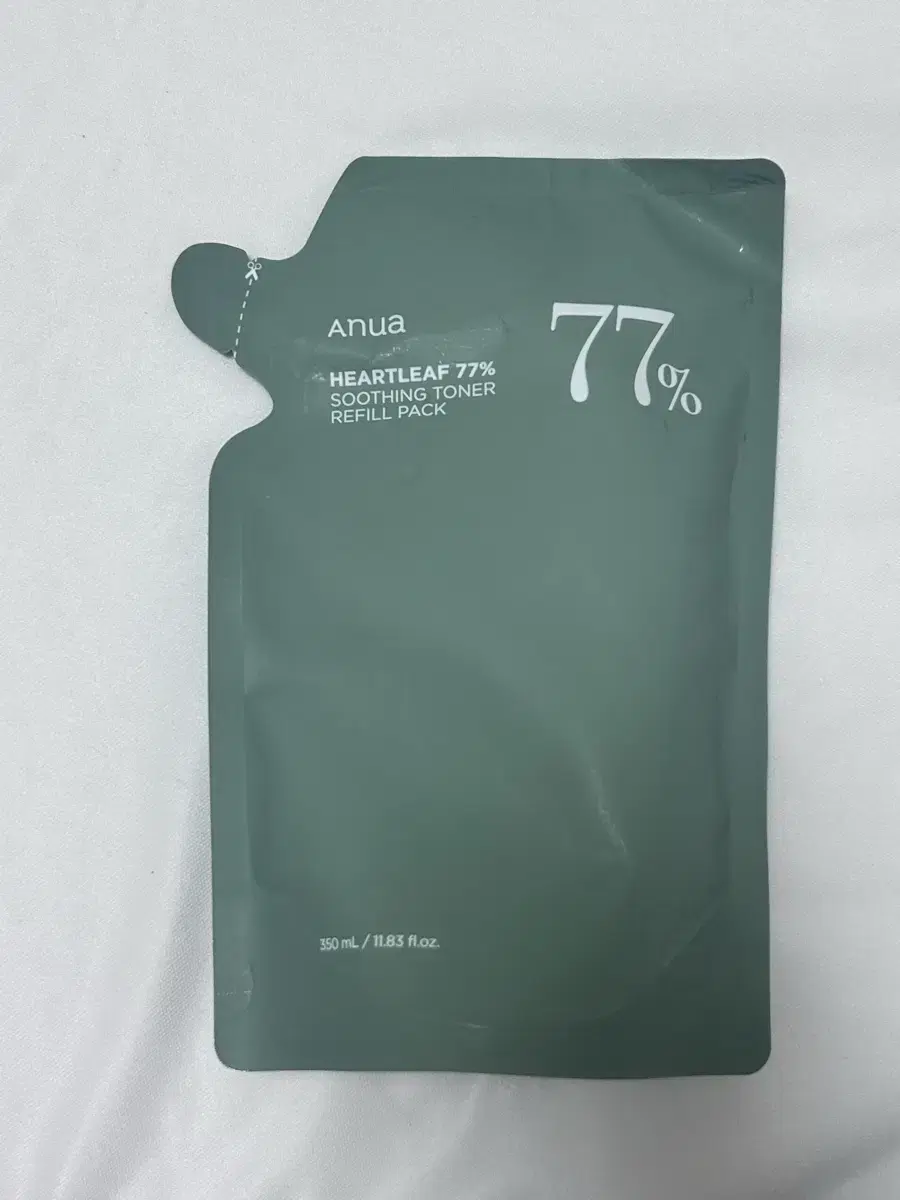 Anua
HEARTLEAF 77%
SOOTHING TONER
REFILL PACK
77%
350 mL / 11.83 fl.oz.